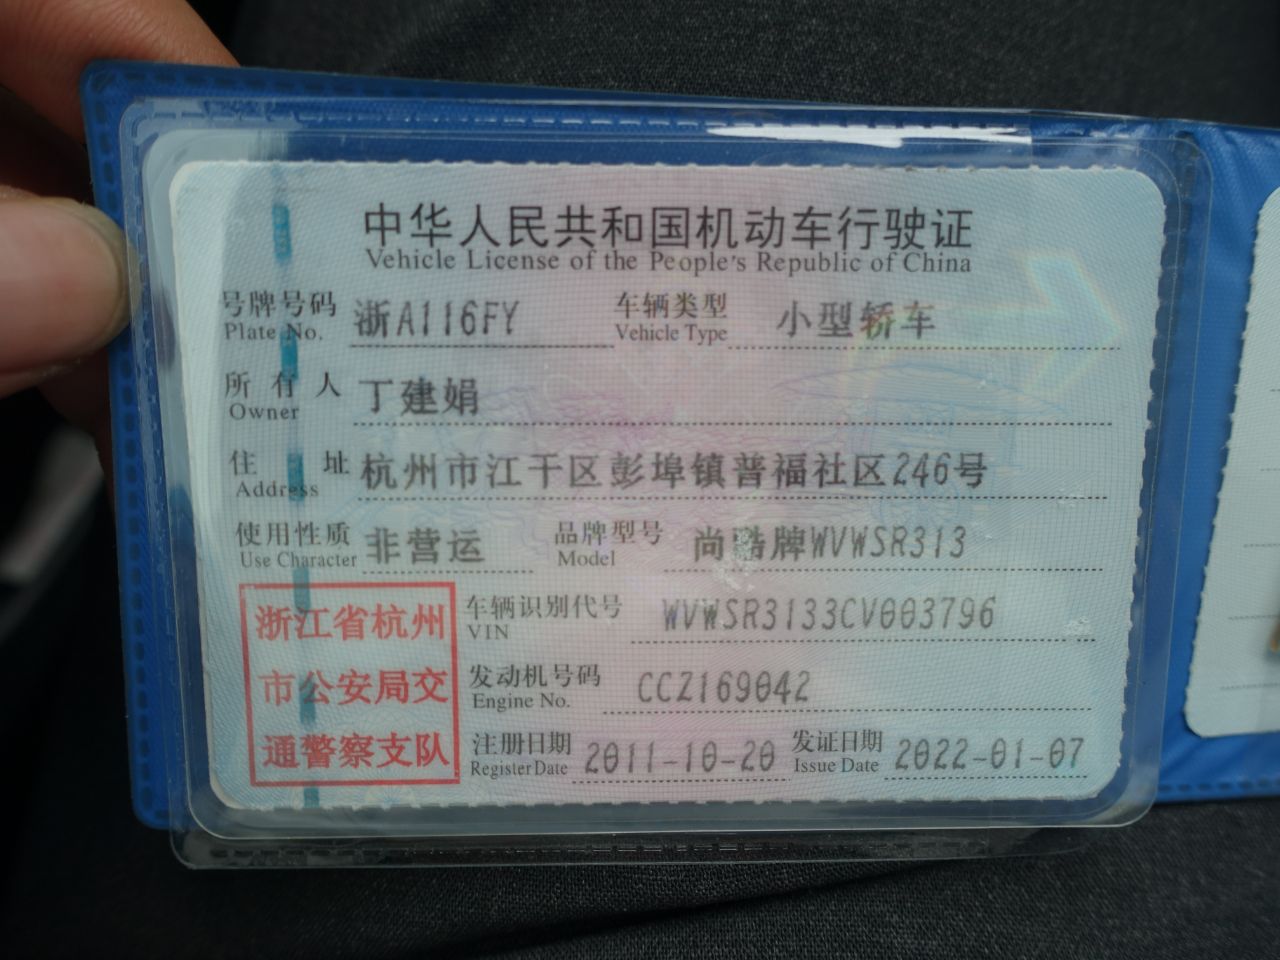 中华人民共和国机动车行驶证
Vehicle License of the People's Republic of China
号牌号码 浙A116FY 车辆类型 小型轿车
Plate No. Vehicle Type
所有人 丁建娟
Owner
住址 杭州市江干区彭埠镇普福社区246号
Address
使用性质 非营运 品牌型号 尚酷牌WVWSR313
Use Character Model
浙江省杭州
市公安局交
通警察支队
车辆识别代号 WVWSR3133CV003796
VIN
发动机号码 CCZ169042
Engine No.
注册日期 2011-10-20 发证日期 2022-01-07
Register Date Issue Date